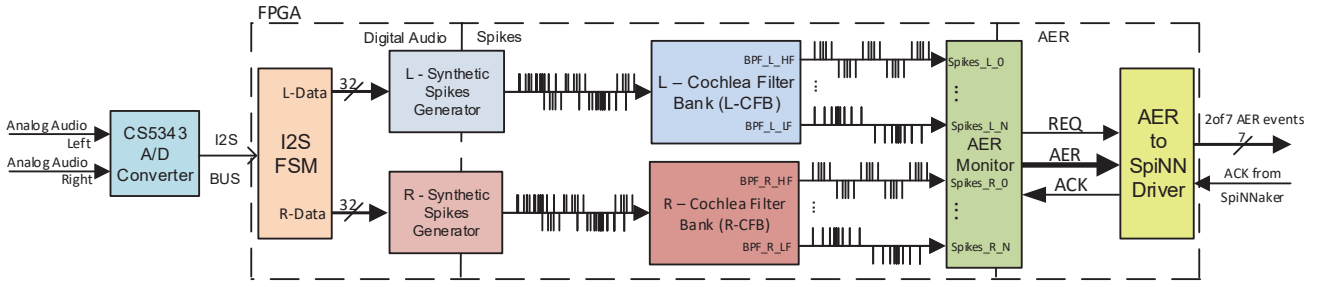 FPGA
Digital Audio
Spikes
AER
Analog Audio
Left
Analog Audio
Right
CS5343
A/D
Converter
I2S
BUS
L-Data
I2S
FSM
R-Data
32
32
L - Synthetic
Spikes
Generator
R - Synthetic
Spikes
Generator
BPF_L_HF
L – Cochlea Filter
Bank (L-CFB)
BPF_L_LF
BPF_R_HF
R – Cochlea Filter
Bank (R-CFB)
BPF_R_LF
...
...
Spikes_L_0
...
Spikes_L_N
AER
Monitor
Spikes_R_0
...
Spikes_R_N
REQ
AER
ACK
AER
to
SpiNN
Driver
2of7 AER events
7
ACK from
SpiNNaker